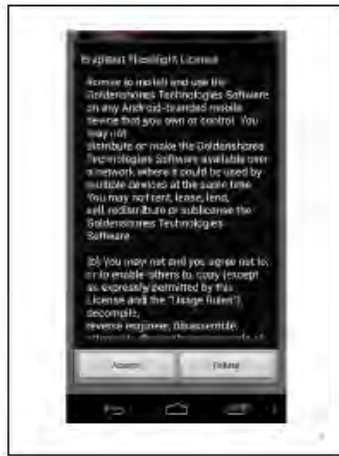 Brightest Flashlight License
license to install and use the
Goldenshores Technologies Software
on any Android-branded mobile
device that you own or control. You
may not
distribute or make the Goldenshores
Technologies Software available over
a network where it could be used by
multiple devices at the same time.
You may not rent, lease, lend,
sell, redistribute or sublicense the
Goldenshores Technologies
Software.
(b) You may not and you agree not to,
or to enable others to, copy (except
as expressly permitted by this
License and the "Usage Rules"),
decompile,
reverse engineer, disassemble,
Accept
Refuse